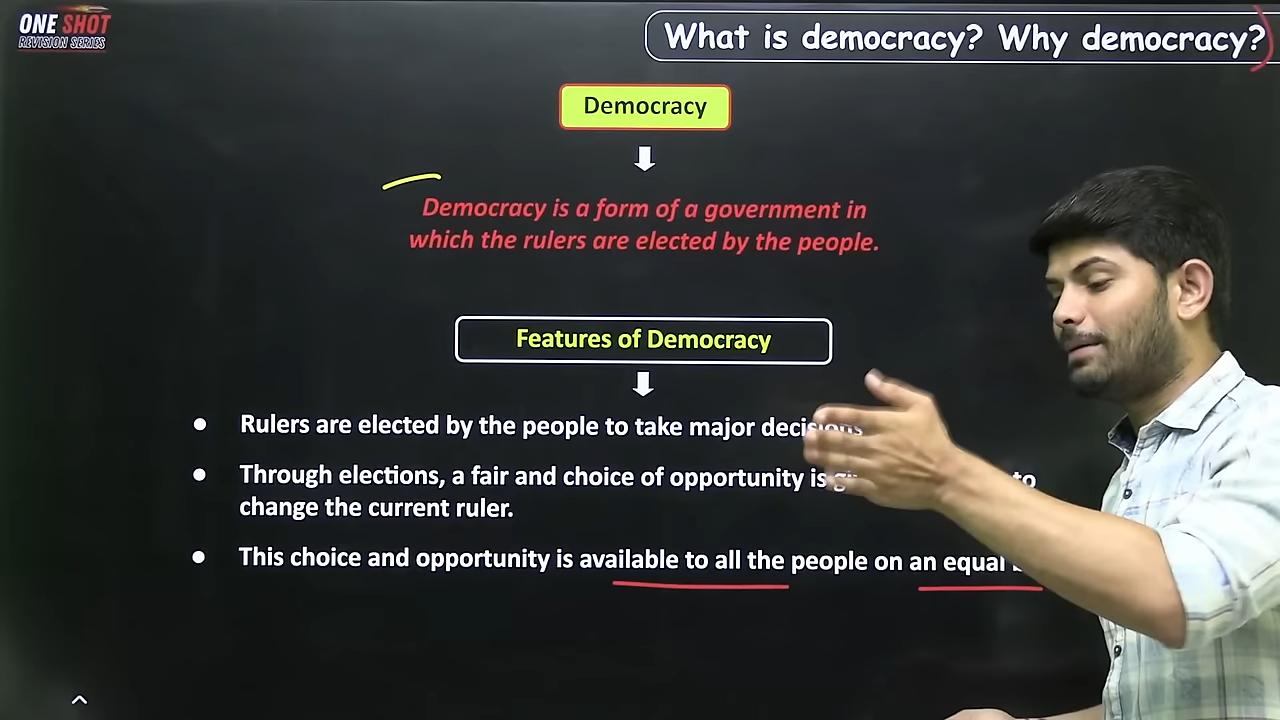 ONE SHOT
REVISION SERIES
What is democracy? Why democracy?
Democracy
Democracy is a form of a government in
which the rulers are elected by the people.
Features of Democracy
● Rulers are elected by the people to take major decisions
● Through elections, a fair and choice of opportunity is to
change the current ruler.
● This choice and opportunity is available to all the people on an equal